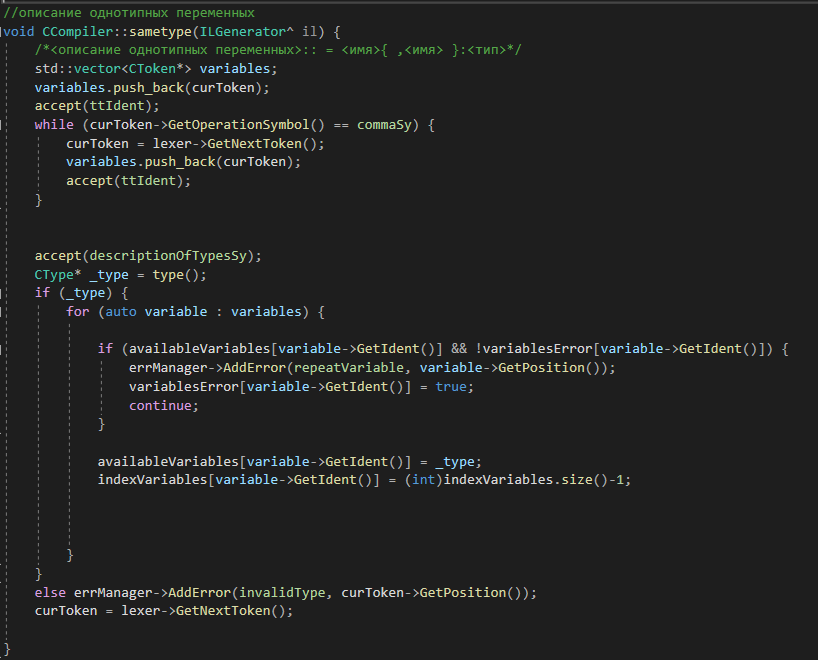 //описание однотипных переменных
void CCompiler::sametype(ILGenerator^ il) {
/*<описание однотипных переменных>:: = <имя>{ ,<имя> }:<тип>*/
std::vector<CToken*> variables;
variables.push_back(curToken);
accept(ttIdent);
while (curToken->GetOperationSymbol() == commaSy) {
curToken = lexer->GetNextToken();
variables.push_back(curToken);
accept(ttIdent);
}
accept(descriptionOfTypesSy);
CType* _type = type();
if (_type) {
for (auto variable : variables) {
if (availableVariables[variable->GetIdent()] && !variablesError[variable->GetIdent()]) {
errManager->AddError(repeatVariable, variable->GetPosition());
variablesError[variable->GetIdent()] = true;
continue;
}
availableVariables[variable->GetIdent()] = _type;
indexVariables[variable->GetIdent()] = (int)indexVariables.size()-1;
}
}
else errManager->AddError(invalidType, curToken->GetPosition());
curToken = lexer->GetNextToken();
}